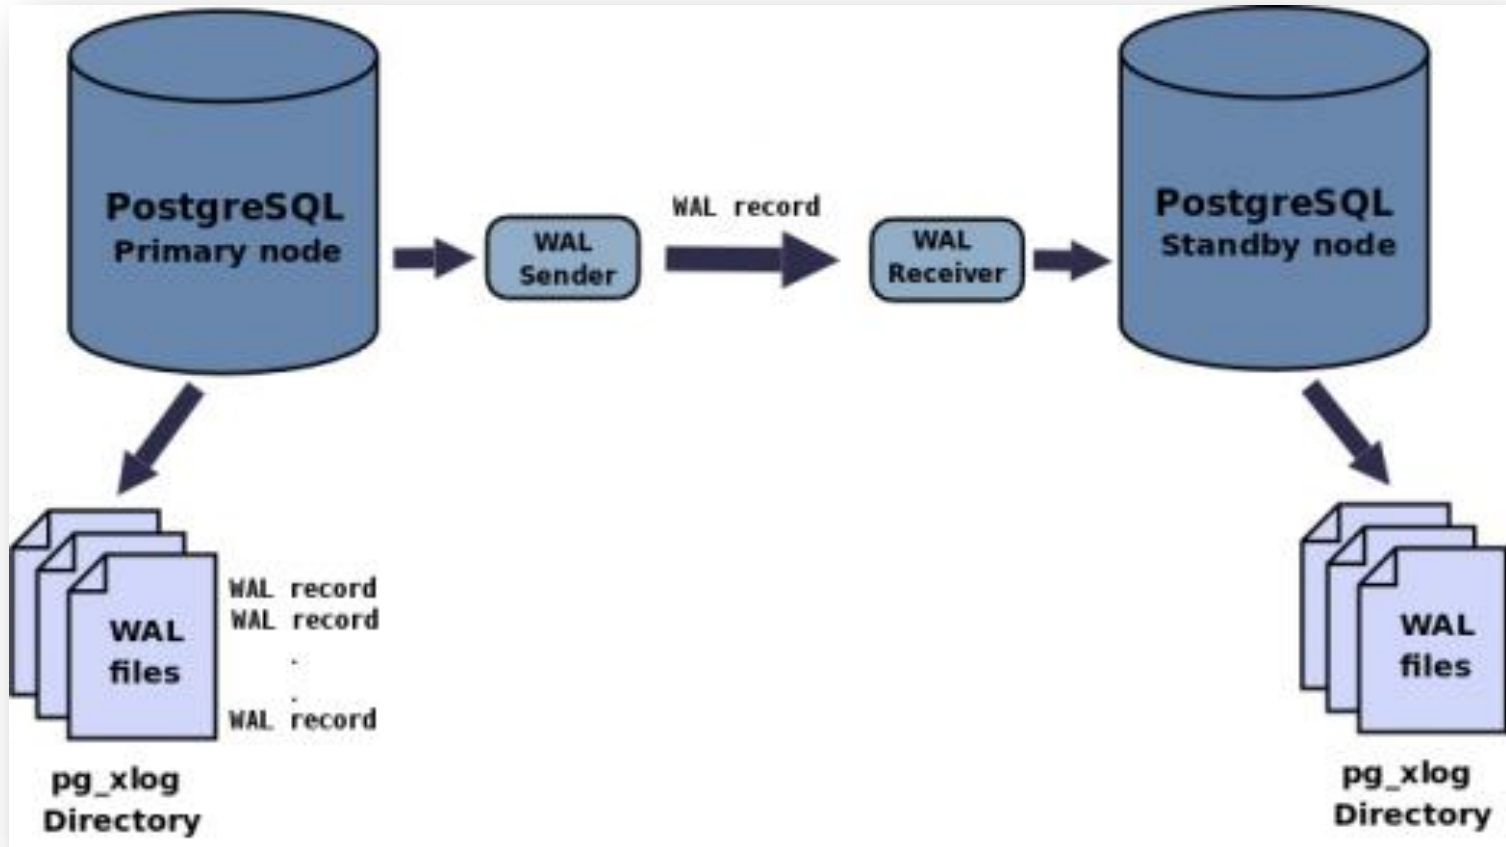 PostgreSQL
Primary node
WAL
Sender
WAL record
WAL
Receiver
PostgreSQL
Standby node
WAL
files
WAL record
WAL record
.
.
WAL record
pg_xlog
Directory
WAL
files
pg_xlog
Directory